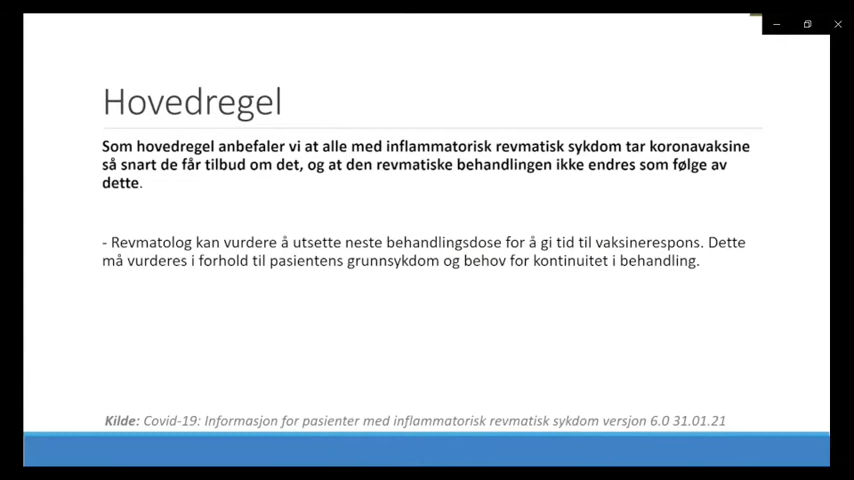 Hovedregel
Som hovedregel anbefaler vi at alle med inflammatorisk revmatisk sykdom tar koronavaksine
så snart de får tilbud om det, og at den revmatiske behandlingen ikke endres som følge av
dette.
- Revmatolog kan vurdere å utsette neste behandlingsdose for å gi tid til vaksinerespons. Dette
må vurderes i forhold til pasientens grunnsykdom og behov for kontinuitet i behandling.
Kilde: Covid-19: Informasjon for pasienter med inflammatorisk revmatisk sykdom versjon 6.0 31.01.21